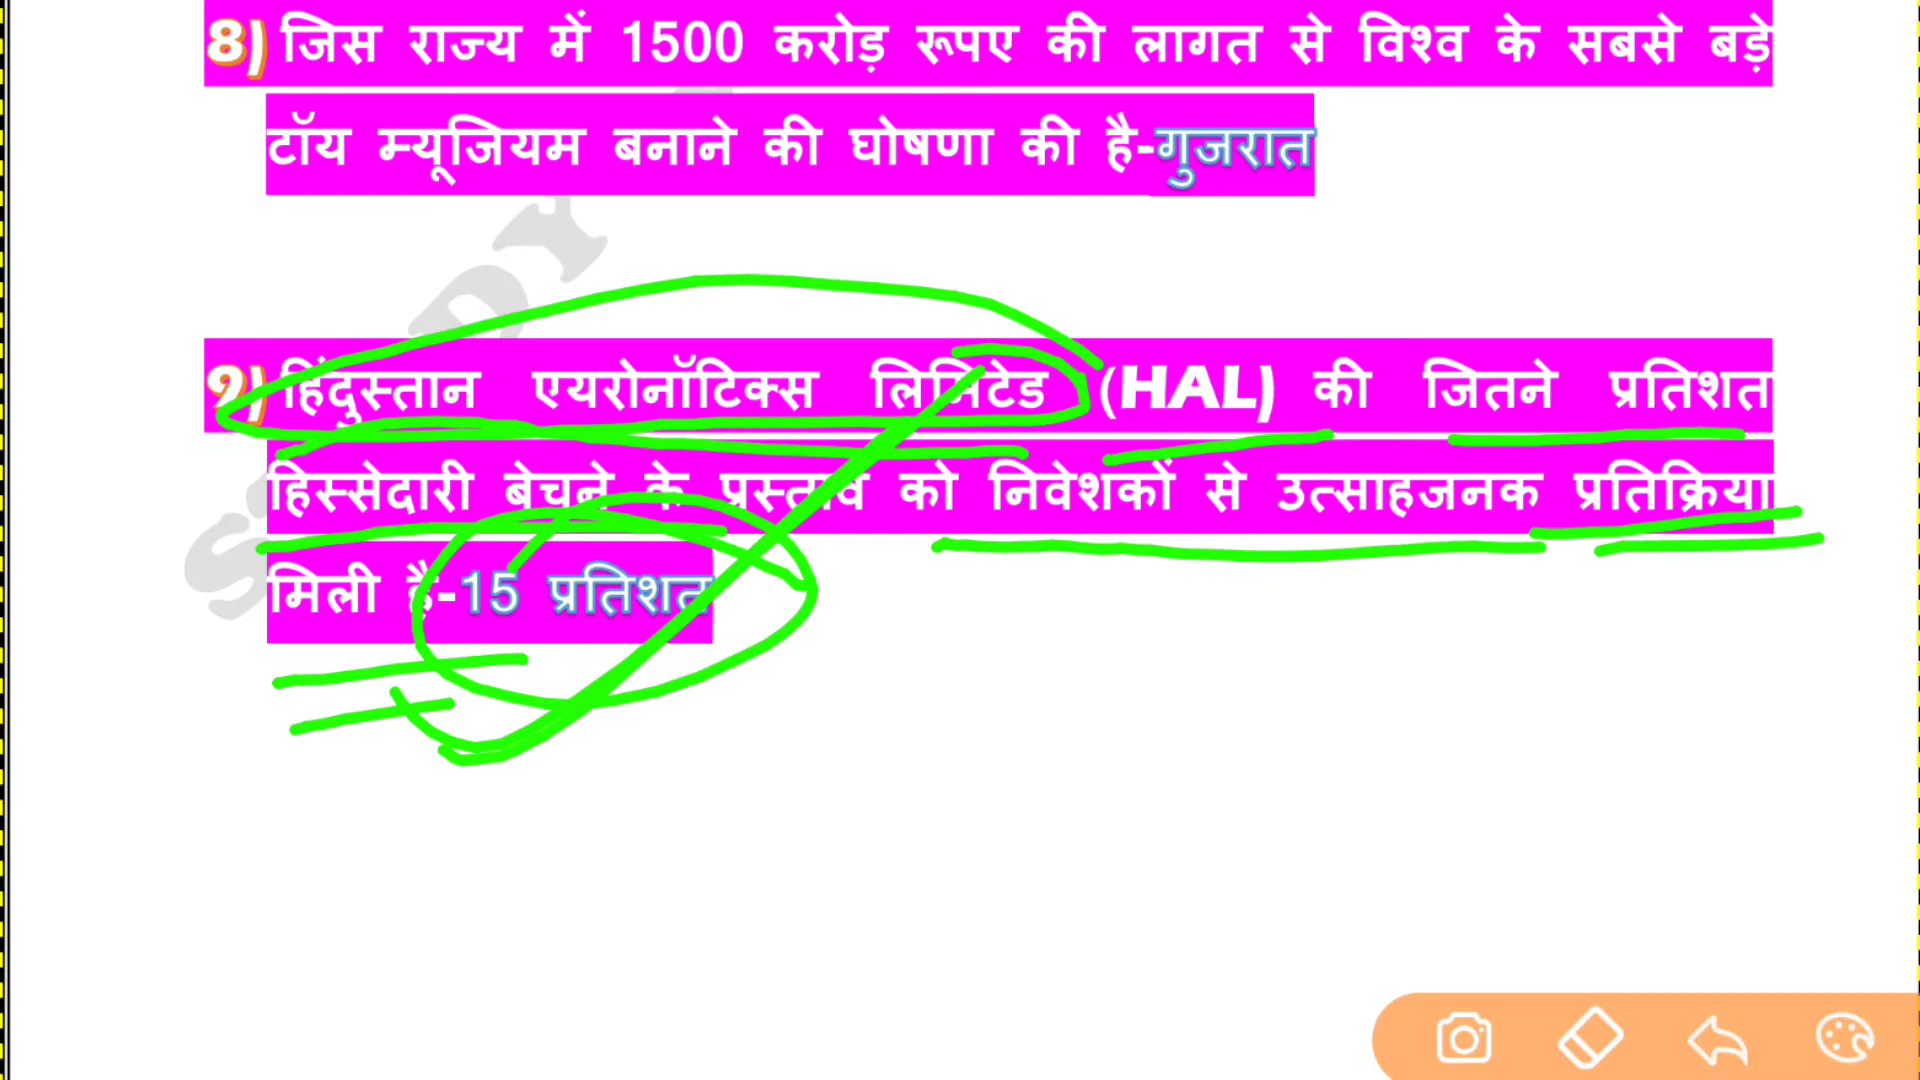 8) जिस राज्य में 1500 करोड़ रूपए की लागत से विश्व के सबसे बड़े
टॉय म्यूजियम बनाने की घोषणा की है-गुजरात
9) हिंदुस्तान एयरोनॉटिक्स लिमिटेड (HAL) की जितने प्रतिशत
हिस्सेदारी बेचने के प्रस्ताव को निवेशकों से उत्साहजनक प्रतिक्रिया
मिली है-15 प्रतिशत